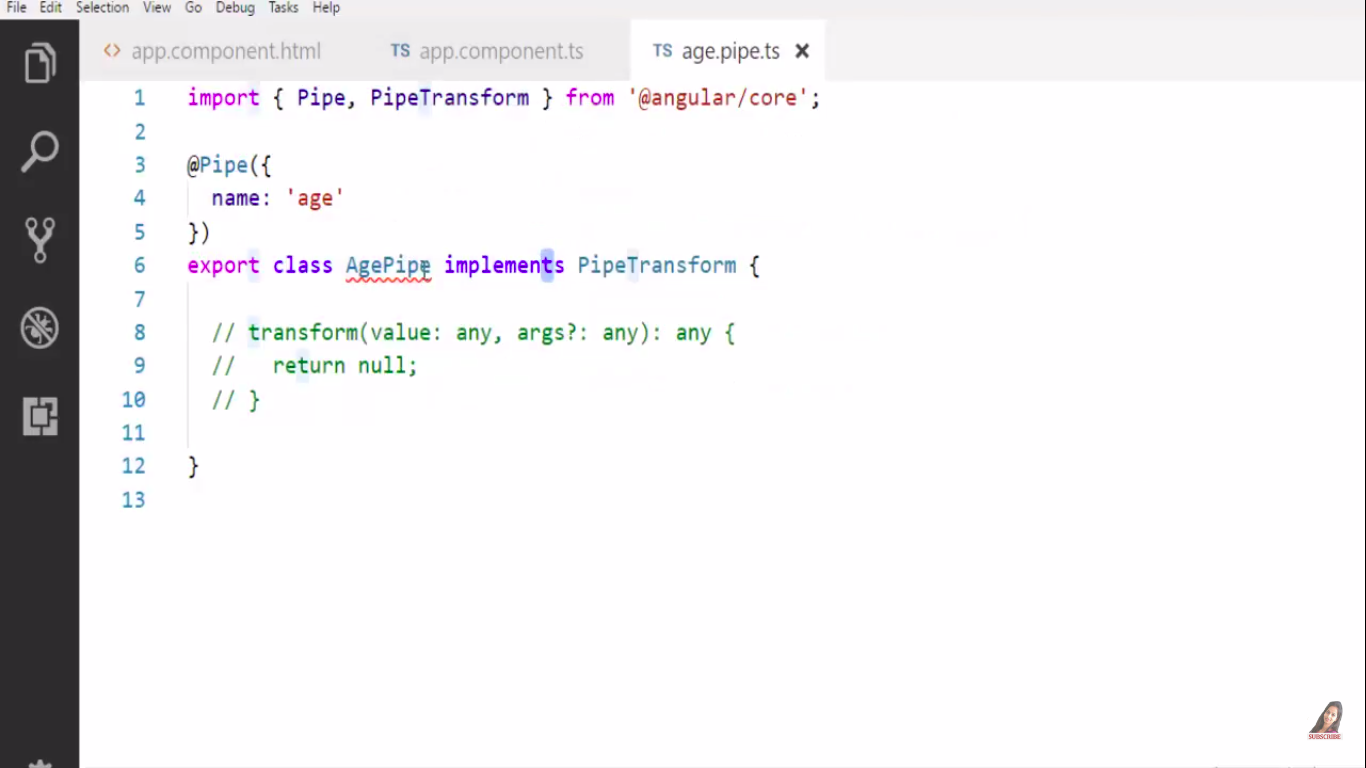 File Edit Selection View Go Debug Tasks Help
<> app.component.html TS app.component.ts TS age.pipe.ts ×
1 import { Pipe, PipeTransform } from '@angular/core';
2
3 @Pipe({
4 name: 'age'
5 })
6 export class AgePipe implements PipeTransform {
7
8 // transform(value: any, args?: any): any {
9 // return null;
10 // }
11
12 }
13
SUBSCRIBE